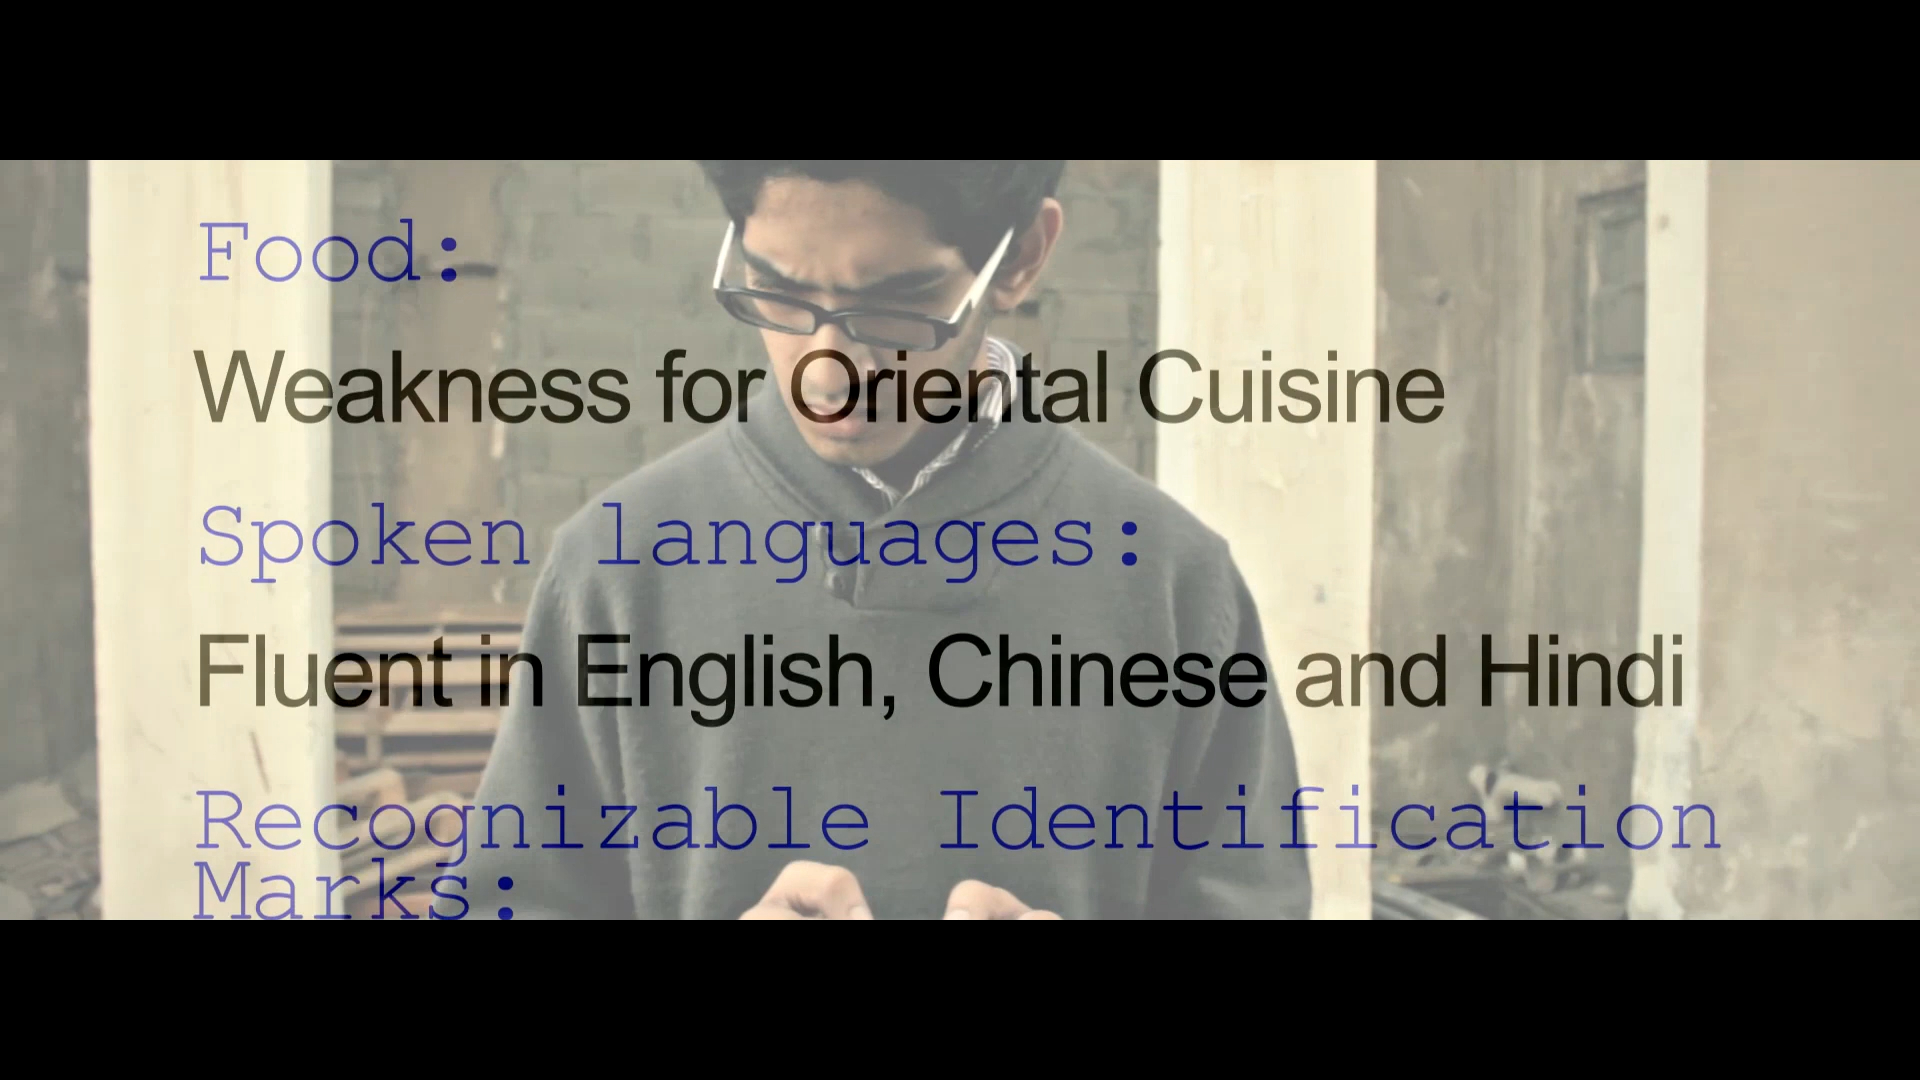 Food:
Weakness for Oriental Cuisine
Spoken languages:
Fluent in English, Chinese and Hindi
Recognizable Identification
Marks: